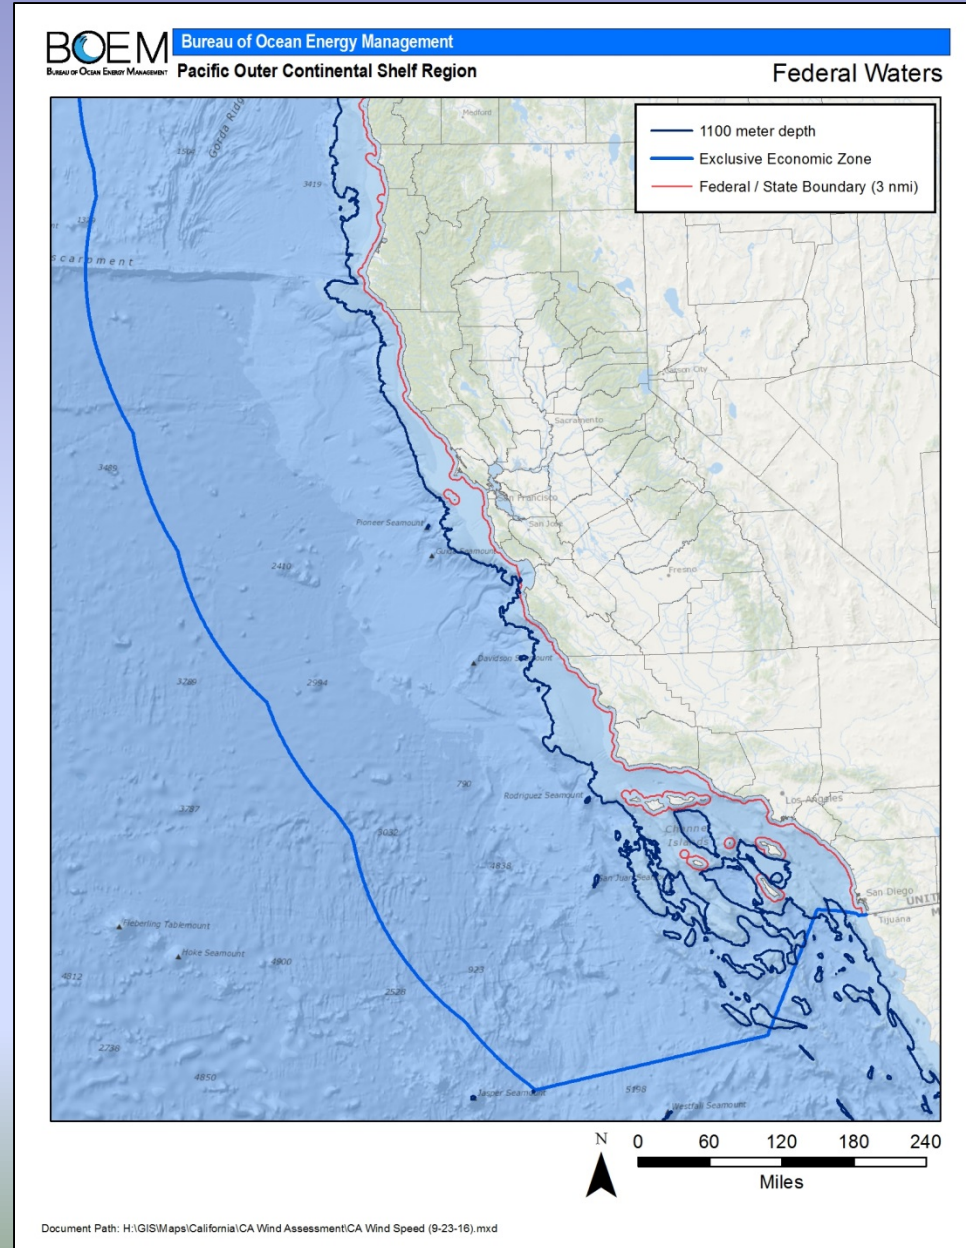 BOEM
BUREAU OF OCEAN ENERGY MANAGEMENT
Bureau of Ocean Energy Management
Pacific Outer Continental Shelf Region
Federal Waters
1100 meter depth
Exclusive Economic Zone
Federal / State Boundary (3 nmi)
Medford
Gorda Ridge
3419
scarpment
Carson City
Sacramento
3485
San Francisco
Pioneer Seamount
San Jose
Guide Seamount
2410
Fresno
Davidson Seamount
2994
790
Rodriguez Seamount
Los Angeles
3787
3032
Channel
Islands
4838
San Juan Seamount
San Diego
UNIT
M
Tijuana
Fieberling Tablemount
Hoke Seamount
4812
4900
923
2528
2736
4850
Jasper Seamount
5198
Westfall Seamount
N
0 60 120 180 240
Miles
Document Path: H:\GIS\Maps\California\CA Wind Assessment\CA Wind Speed (9-23-16).mxd